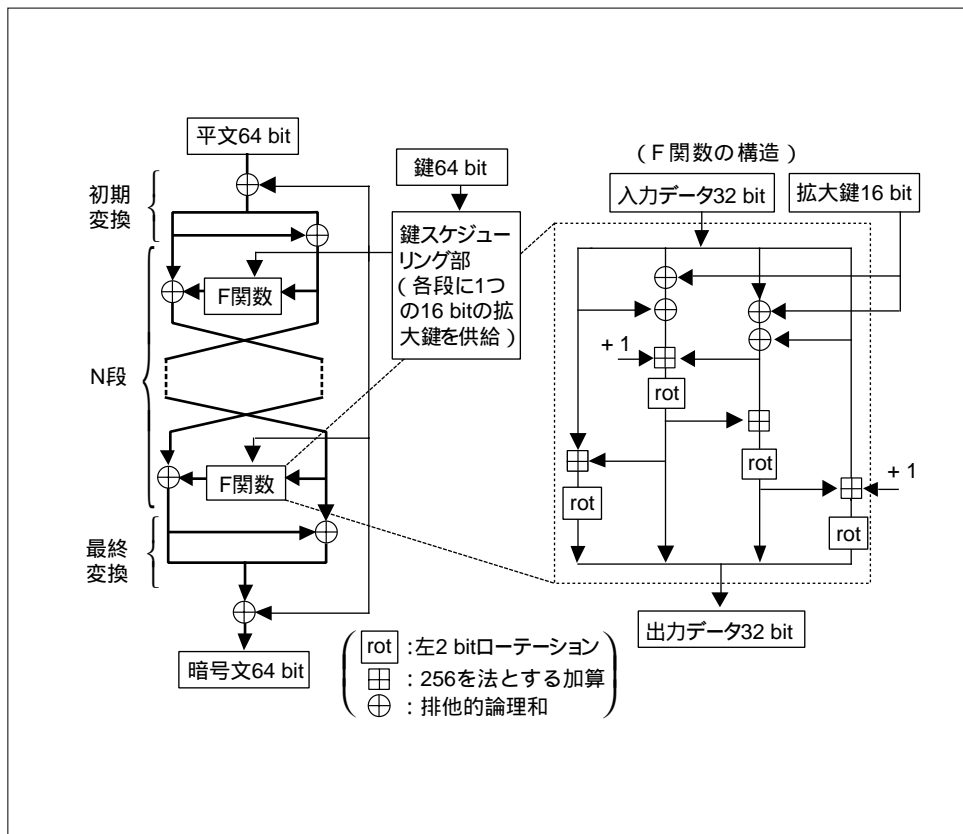 平文64 bit
初期
変換
N段
F関数
F関数
最終
変換
暗号文64 bit
鍵64 bit
鍵スケジュー
リング部
(各段に1つ
の16 bitの拡
大鍵を供給)
(F関数の構造)
入力データ32 bit
拡大鍵16 bit
+ 1
rot
rot
rot
+ 1
rot
出力データ32 bit
rot :左2 bitローテーション
:256を法とする加算
:排他的論理和